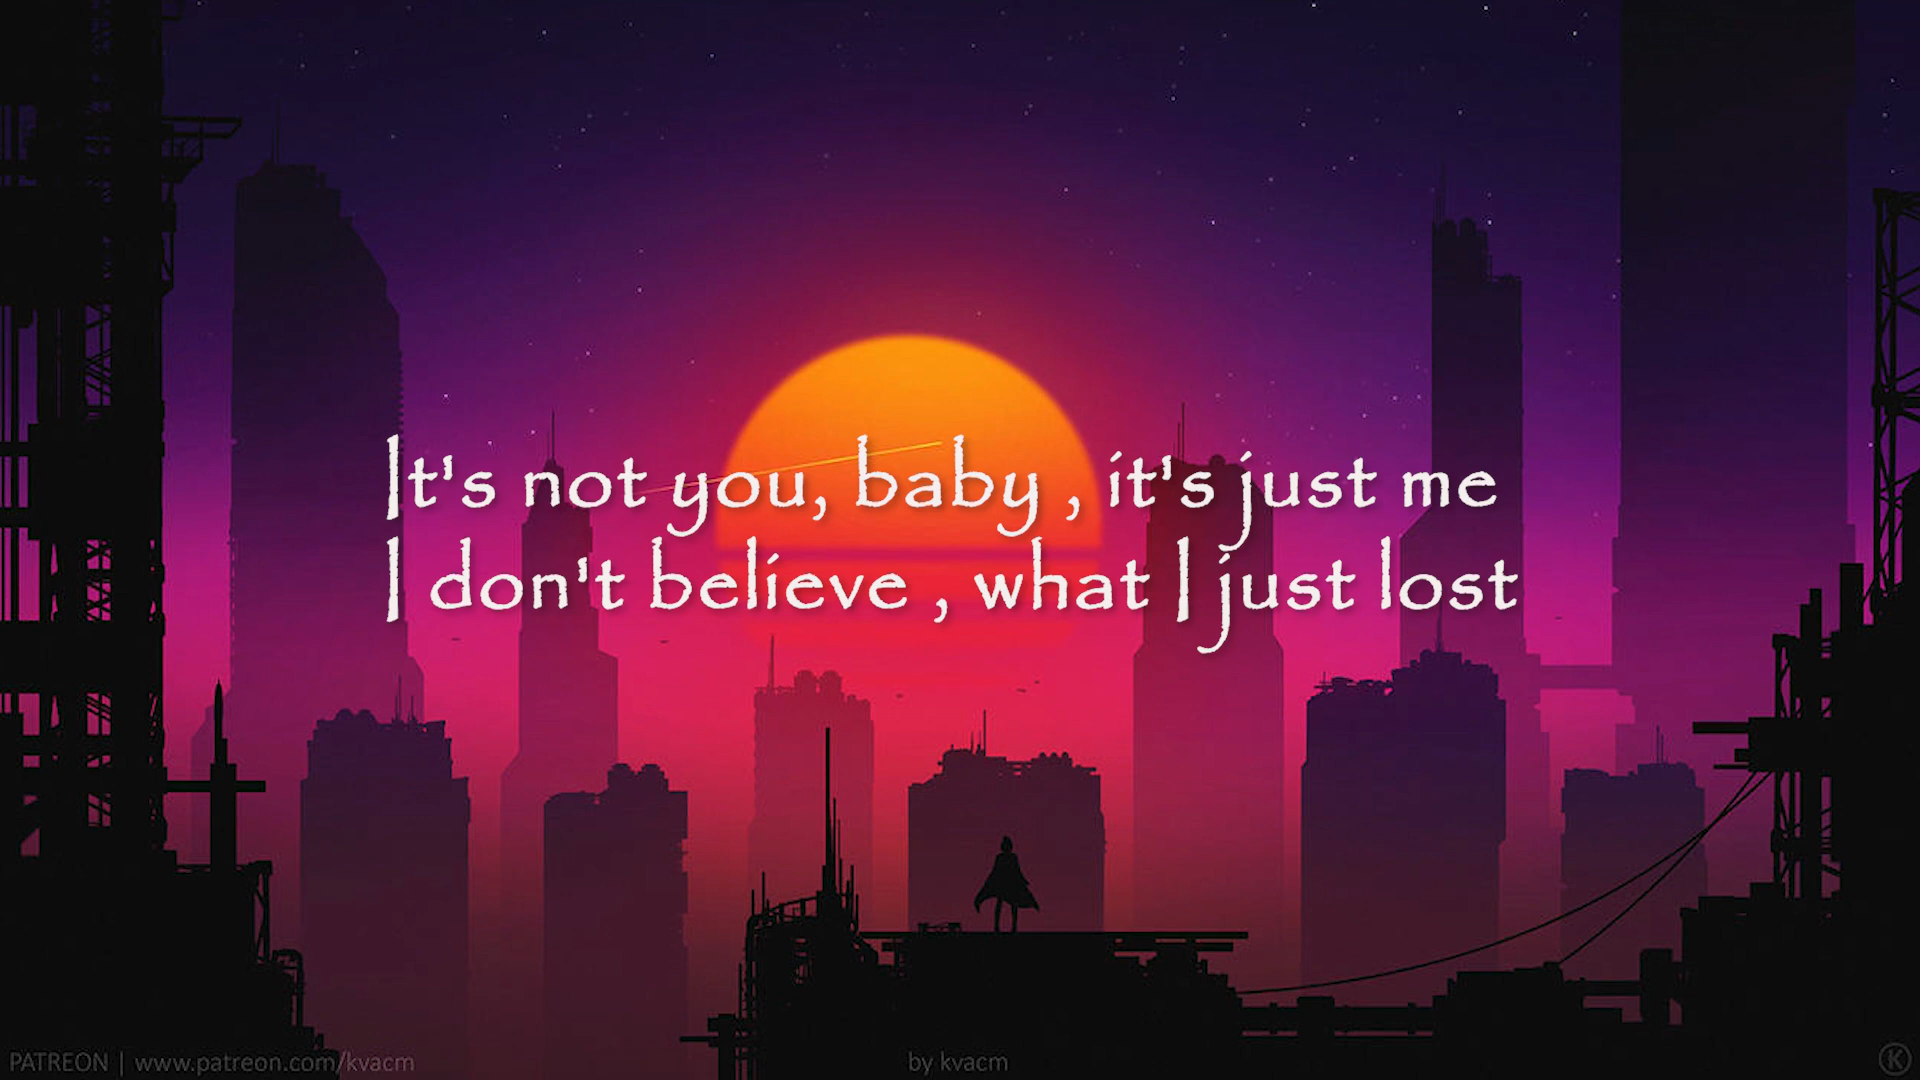 It's not you, baby , it's just me
I don't believe , what I just lost
PATREON | www.patreon.com/kvacm
by kvacm
K